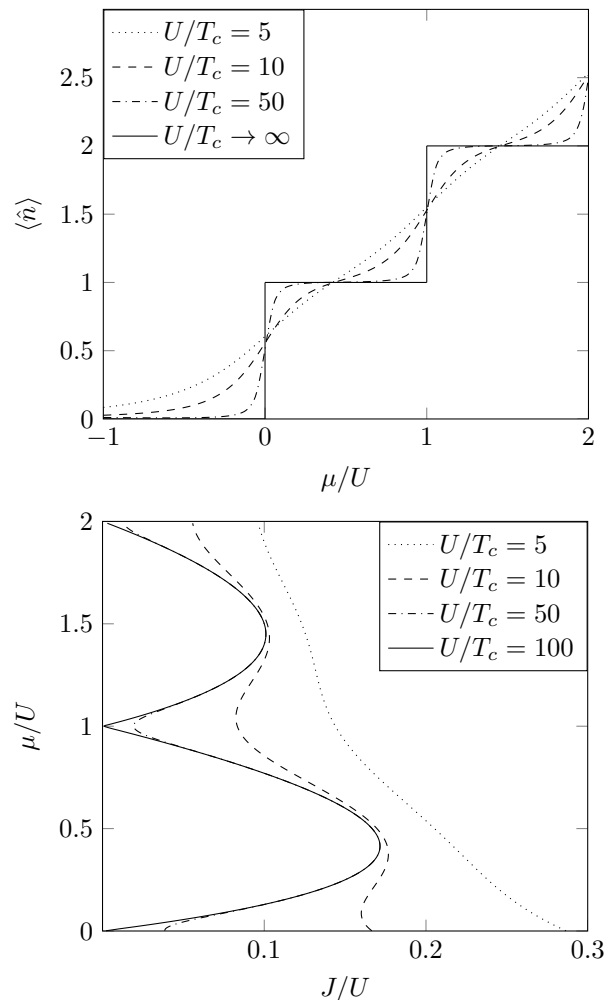 U/T_c = 5
U/T_c = 10
U/T_c = 50
U/T_c → ∞
2.5
2
1.5
1
0.5
0
⟨n̂⟩
−1 0 1 2
μ/U
U/T_c = 5
U/T_c = 10
U/T_c = 50
U/T_c = 100
2
1.5
1
0.5
0
μ/U
0.1 0.2 0.3
J/U